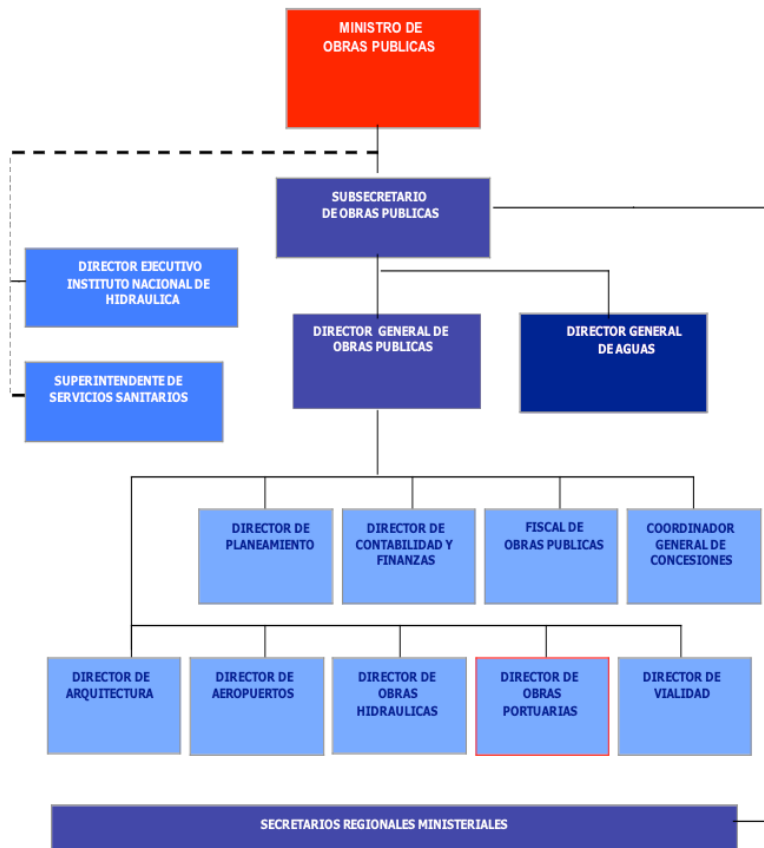 MINISTRO DE
OBRAS PUBLICAS
SUBSECRETARIO
DE OBRAS PUBLICAS
DIRECTOR EJECUTIVO
INSTITUTO NACIONAL DE
HIDRAULICA
DIRECTOR GENERAL DE
OBRAS PUBLICAS
DIRECTOR GENERAL
DE AGUAS
SUPERINTENDENTE DE
SERVICIOS SANITARIOS
DIRECTOR DE
PLANEAMIENTO
DIRECTOR DE
CONTABILIDAD Y
FINANZAS
FISCAL DE
OBRAS PUBLICAS
COORDINADOR
GENERAL DE
CONCESIONES
DIRECTOR DE
ARQUITECTURA
DIRECTOR DE
AEROPUERTOS
DIRECTOR DE
OBRAS
HIDRAULICAS
DIRECTOR DE
OBRAS
PORTUARIAS
DIRECTOR DE
VIALIDAD
SECRETARIOS REGIONALES MINISTERIALES